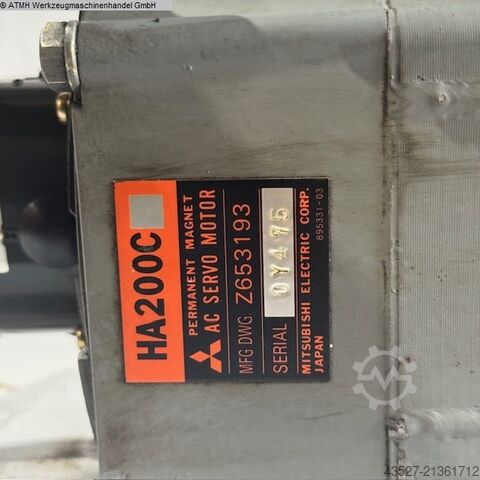 © ATMH Werkzeugmaschinenhandel GmbH
HA200C
PERMANENT MAGNET
AC SERVO MOTOR
MFG DWG. Z653193
SERIAL 0Y475
MITSUBISHI ELECTRIC CORP.
JAPAN 895331-03
43527-21361712